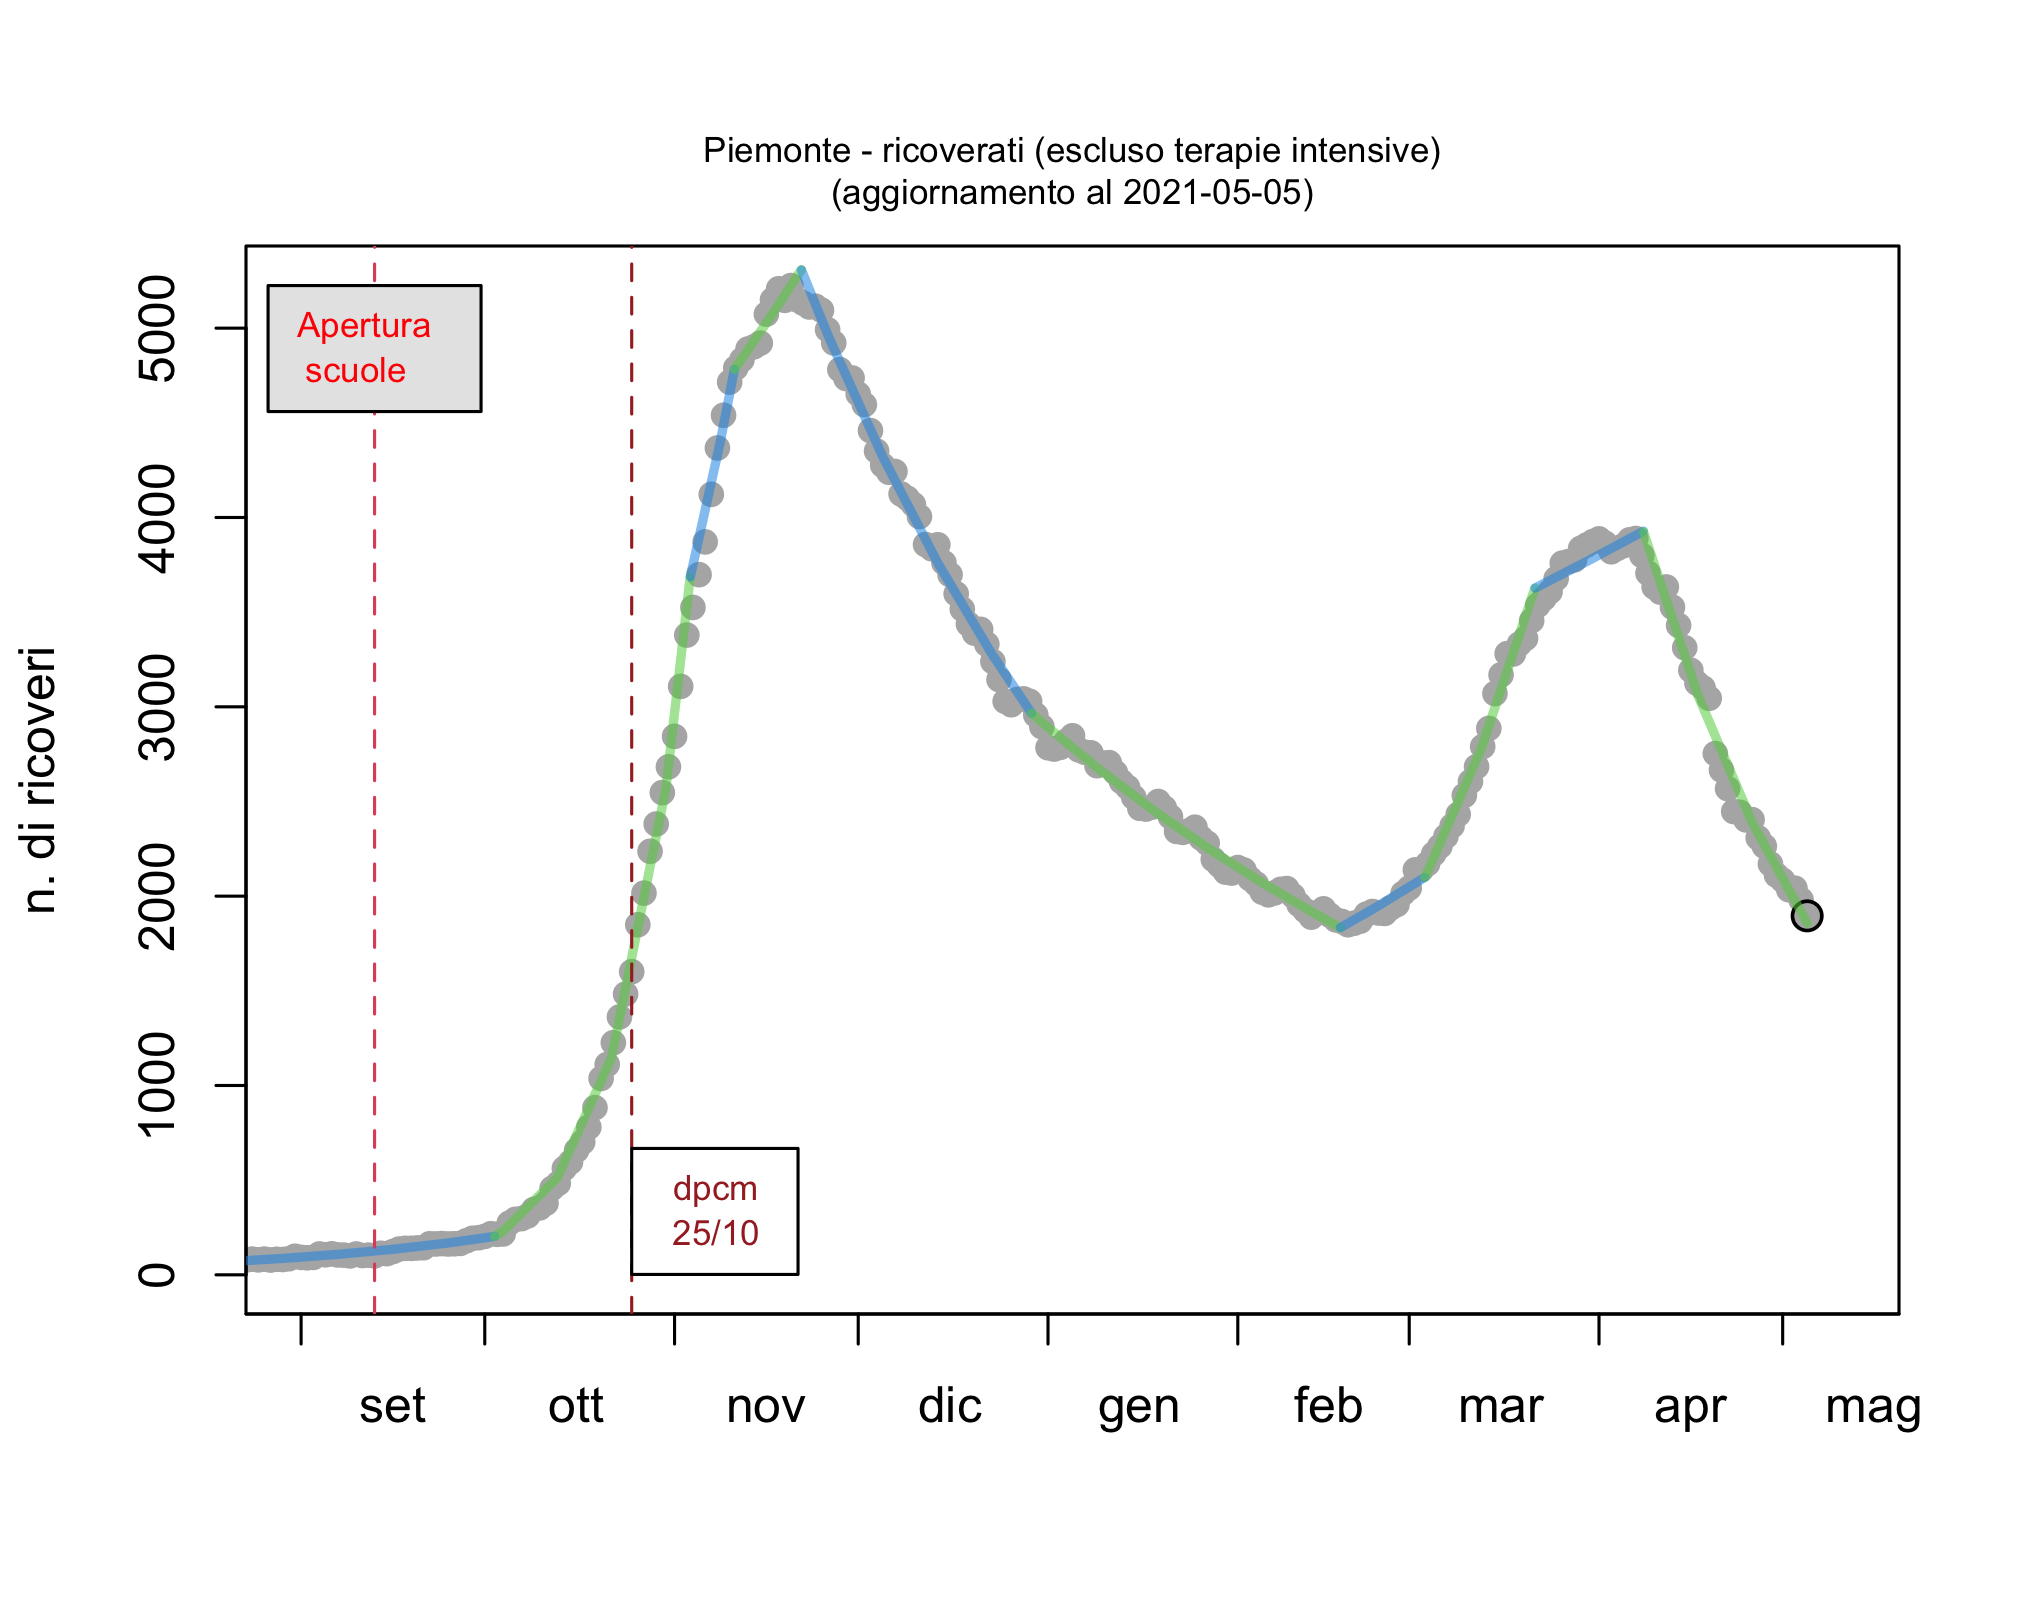 Piemonte - ricoverati (escluso terapie intensive)
(aggiornamento al 2021-05-05)
n. di ricoveri
5000
4000
3000
2000
1000
0
Apertura
scuole
dpcm
25/10
set ott nov dic gen feb mar apr mag